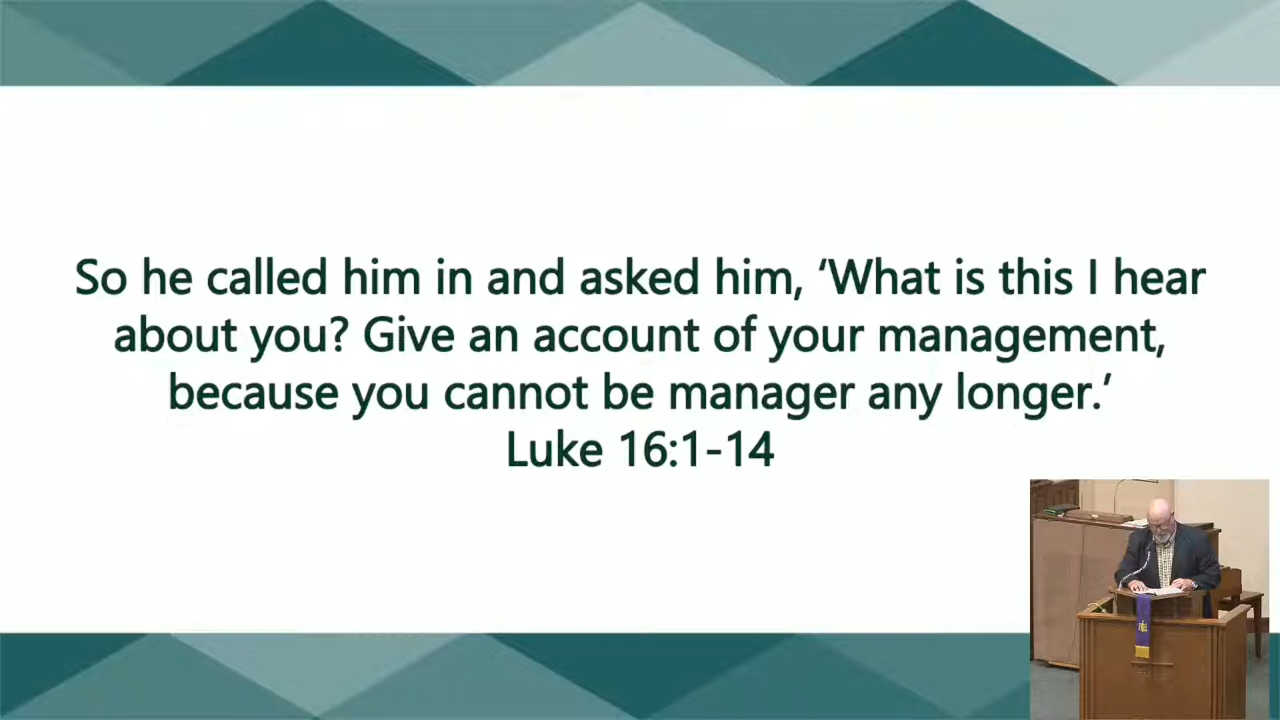 So he called him in and asked him, ‘What is this I hear
about you? Give an account of your management,
because you cannot be manager any longer.’
Luke 16:1-14